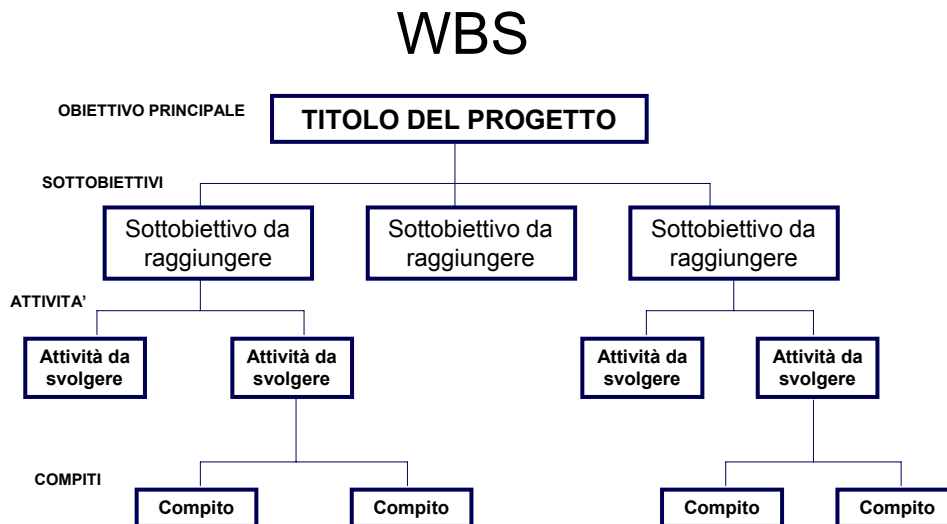 WBS
OBIETTIVO PRINCIPALE
TITOLO DEL PROGETTO
SOTTOBIETTIVI
Sottobiettivo da
raggiungere
Sottobiettivo da
raggiungere
Sottobiettivo da
raggiungere
ATTIVITA’
Attività da
svolgere
Attività da
svolgere
Attività da
svolgere
Attività da
svolgere
COMPITI
Compito
Compito
Compito
Compito